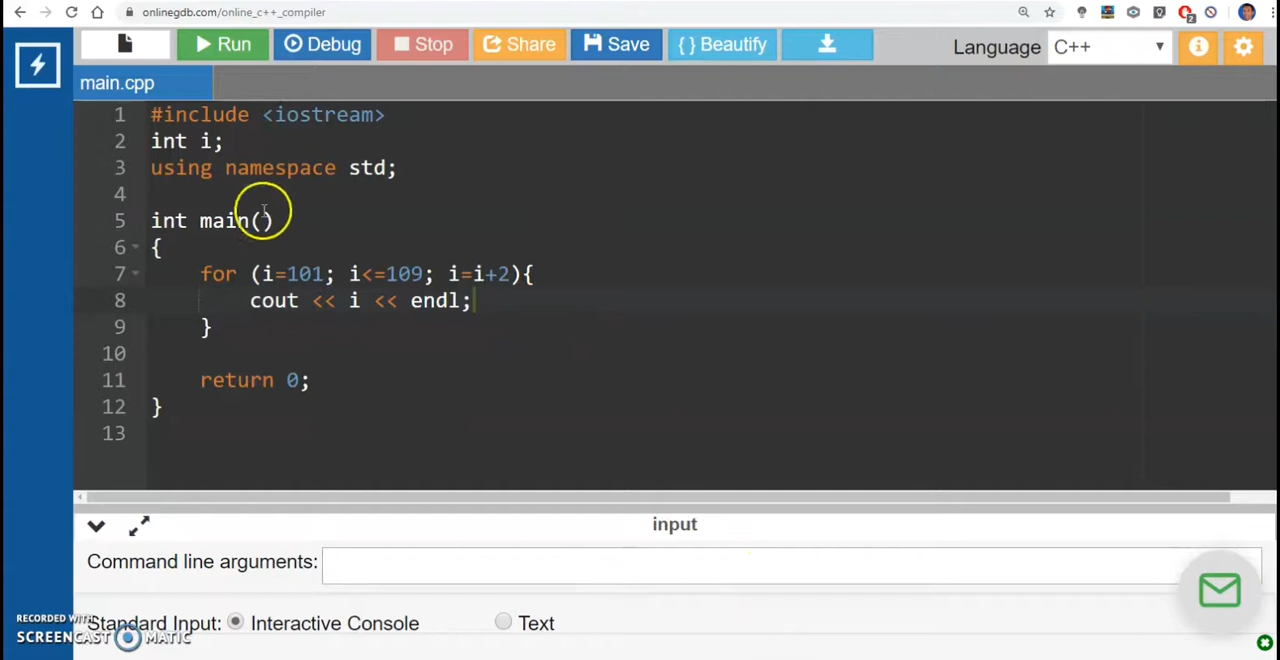 onlinegdb.com/online_c++_compiler
Run Debug Stop Share Save { } Beautify Language C++
2
main.cpp
1 #include <iostream>
2 int i;
3 using namespace std;
4
5 int main()
6 {
7 for (i=101; i<=109; i=i+2){
8 cout << i << endl;
9 }
10
11 return 0;
12 }
13
input
Command line arguments:
Standard Input: Interactive Console Text
RECORDED WITH
SCREENCAST MATIC